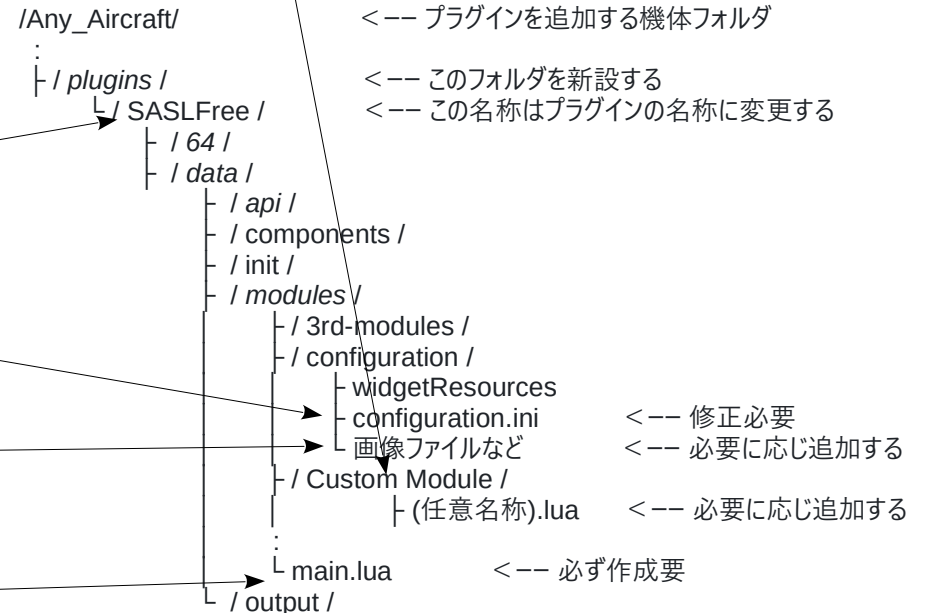 /Any_Aircraft/ <−− プラグインを追加する機体フォルダ
:
├ / plugins / <−− このフォルダを新設する
└ / SASLFree / <−− この名称はプラグインの名称に変更する
├ / 64 /
├ / data /
├ / api /
├ / components /
├ / init /
├ / modules /
├ / 3rd-modules /
├ / configuration /
├ widgetResources
├ configuration.ini <−− 修正必要
└ 画像ファイルなど <−− 必要に応じ追加する
├ / Custom Module /
├ (任意名称).lua <−− 必要に応じ追加する
:
└ main.lua <−− 必ず作成要
└ / output /